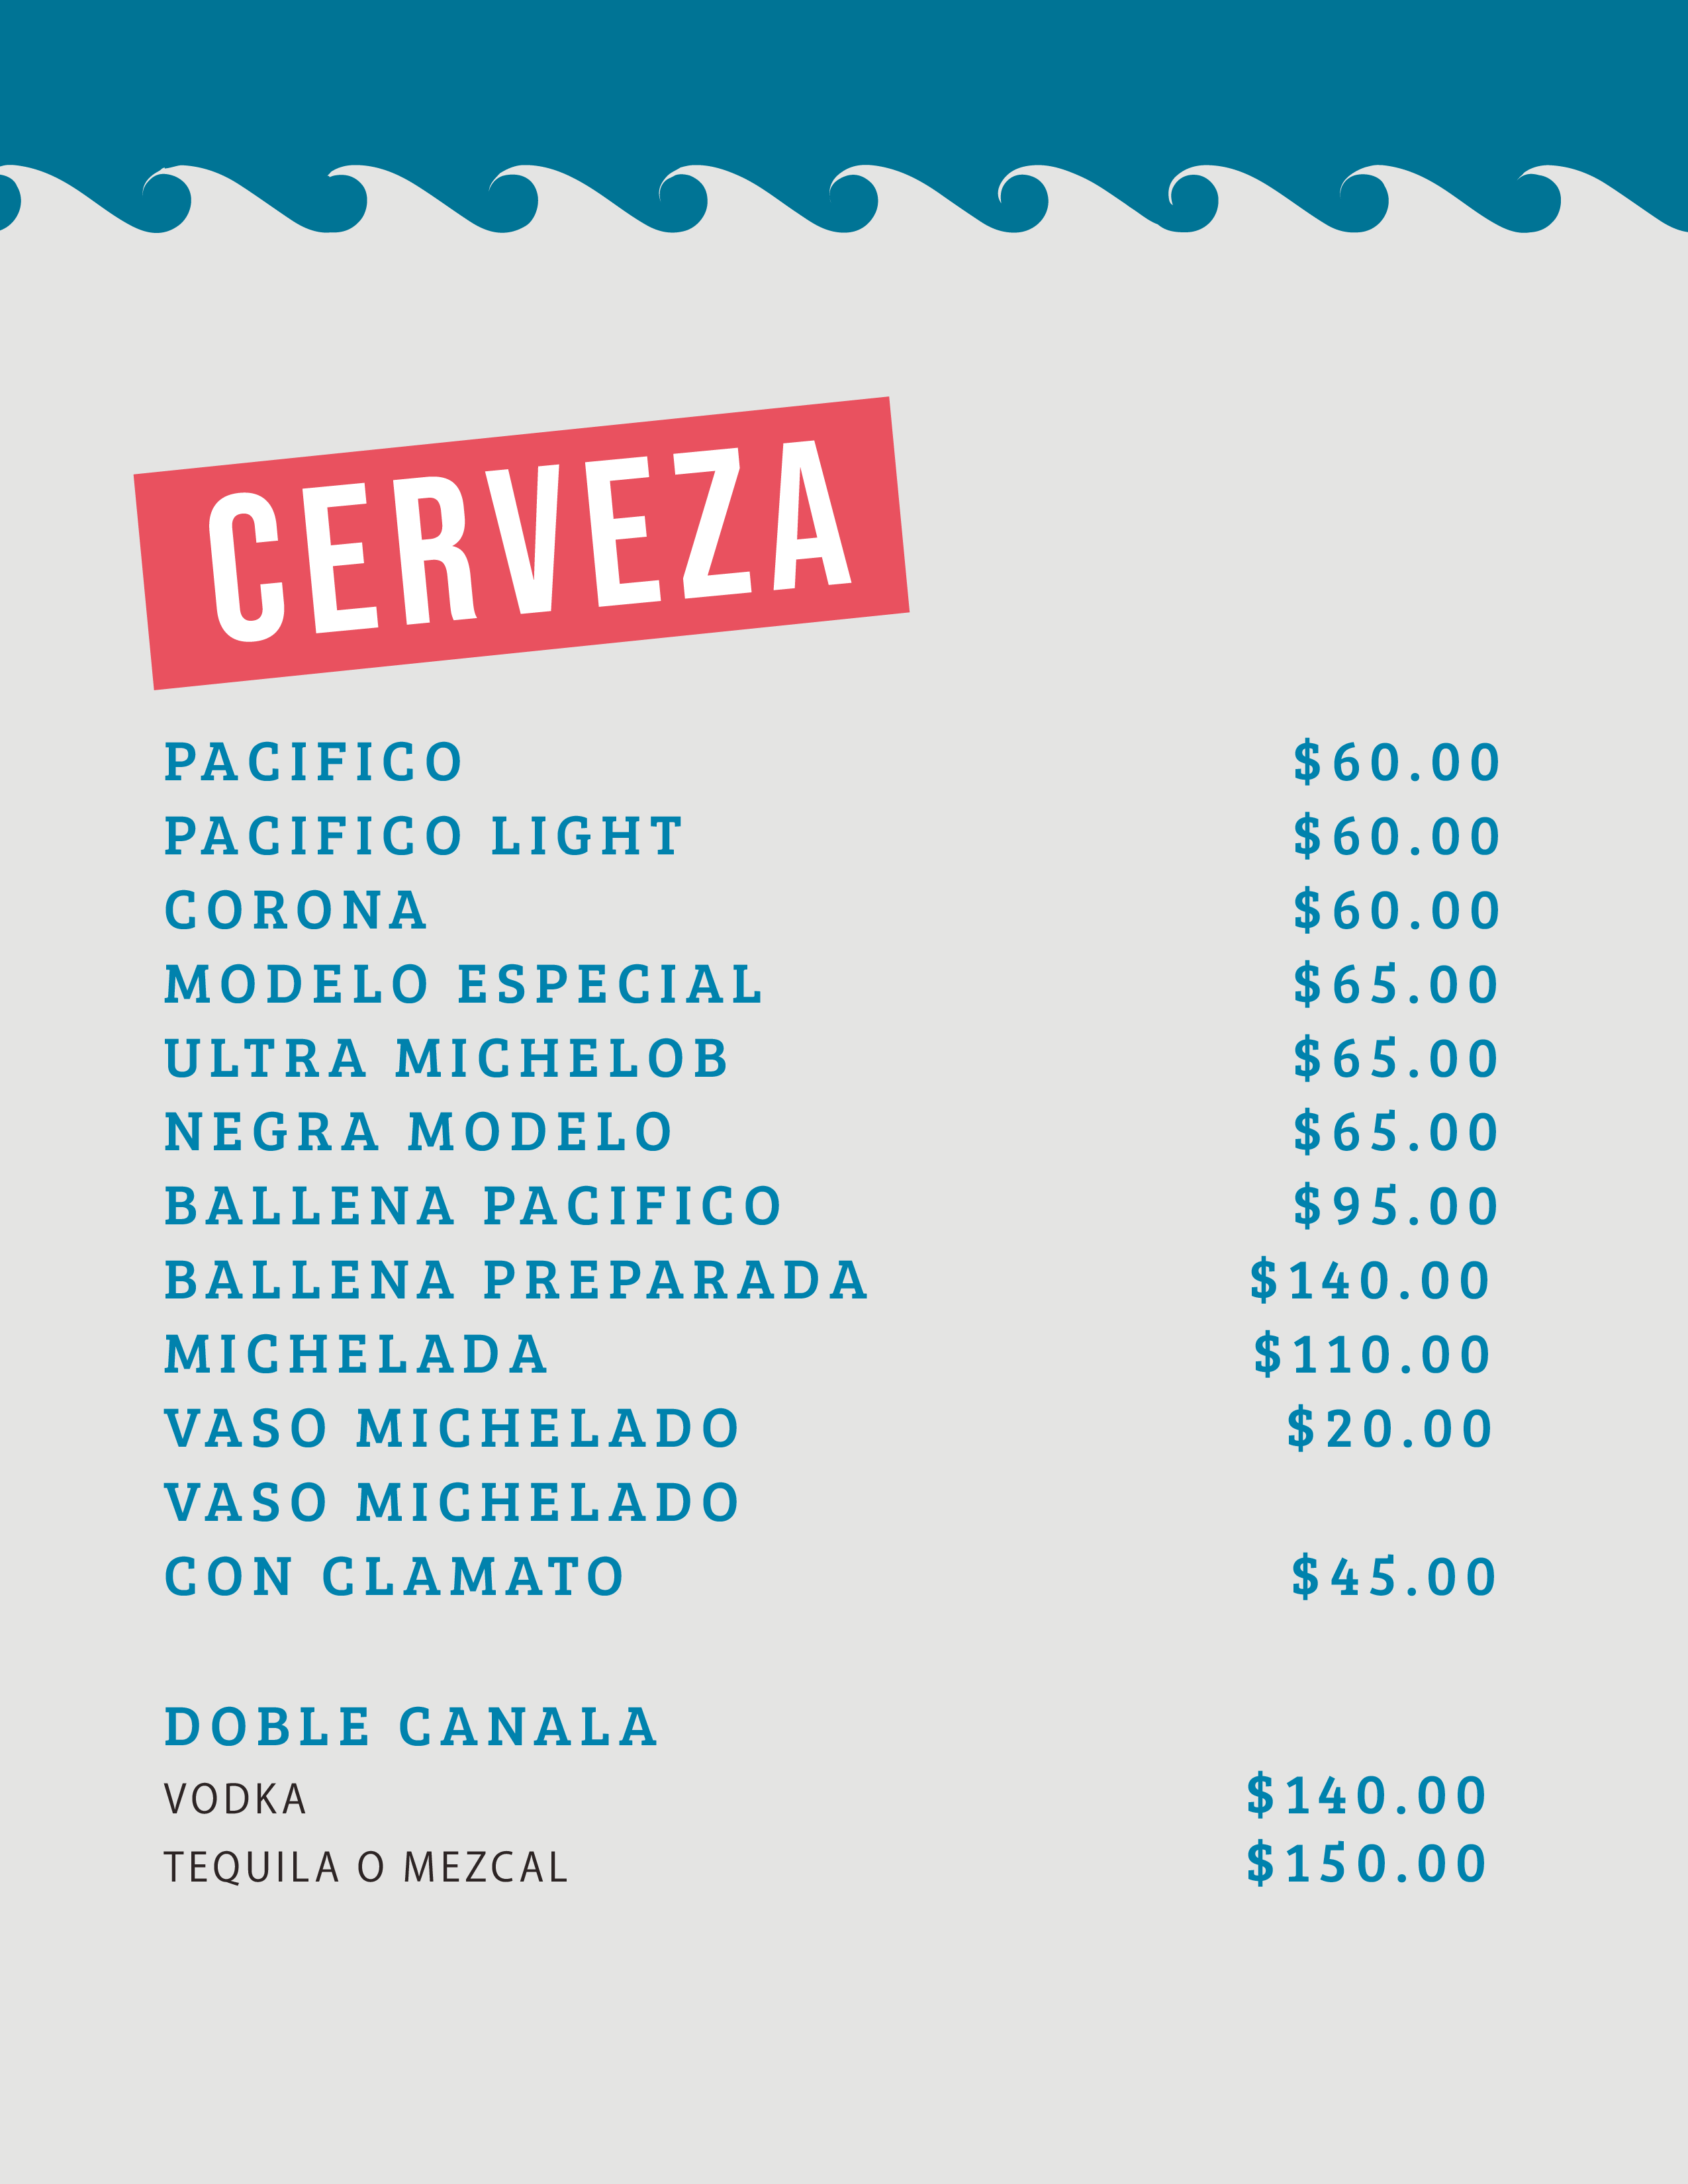 CERVEZA
PACIFICO $60.00
PACIFICO LIGHT $60.00
CORONA $60.00
MODELO ESPECIAL $65.00
ULTRA MICHELOB $65.00
NEGRA MODELO $65.00
BALLENA PACIFICO $95.00
BALLENA PREPARADA $140.00
MICHELADA $110.00
VASO MICHELADO $20.00
VASO MICHELADO
CON CLAMATO $45.00
DOBLE CANALA
VODKA $140.00
TEQUILA O MEZCAL $150.00